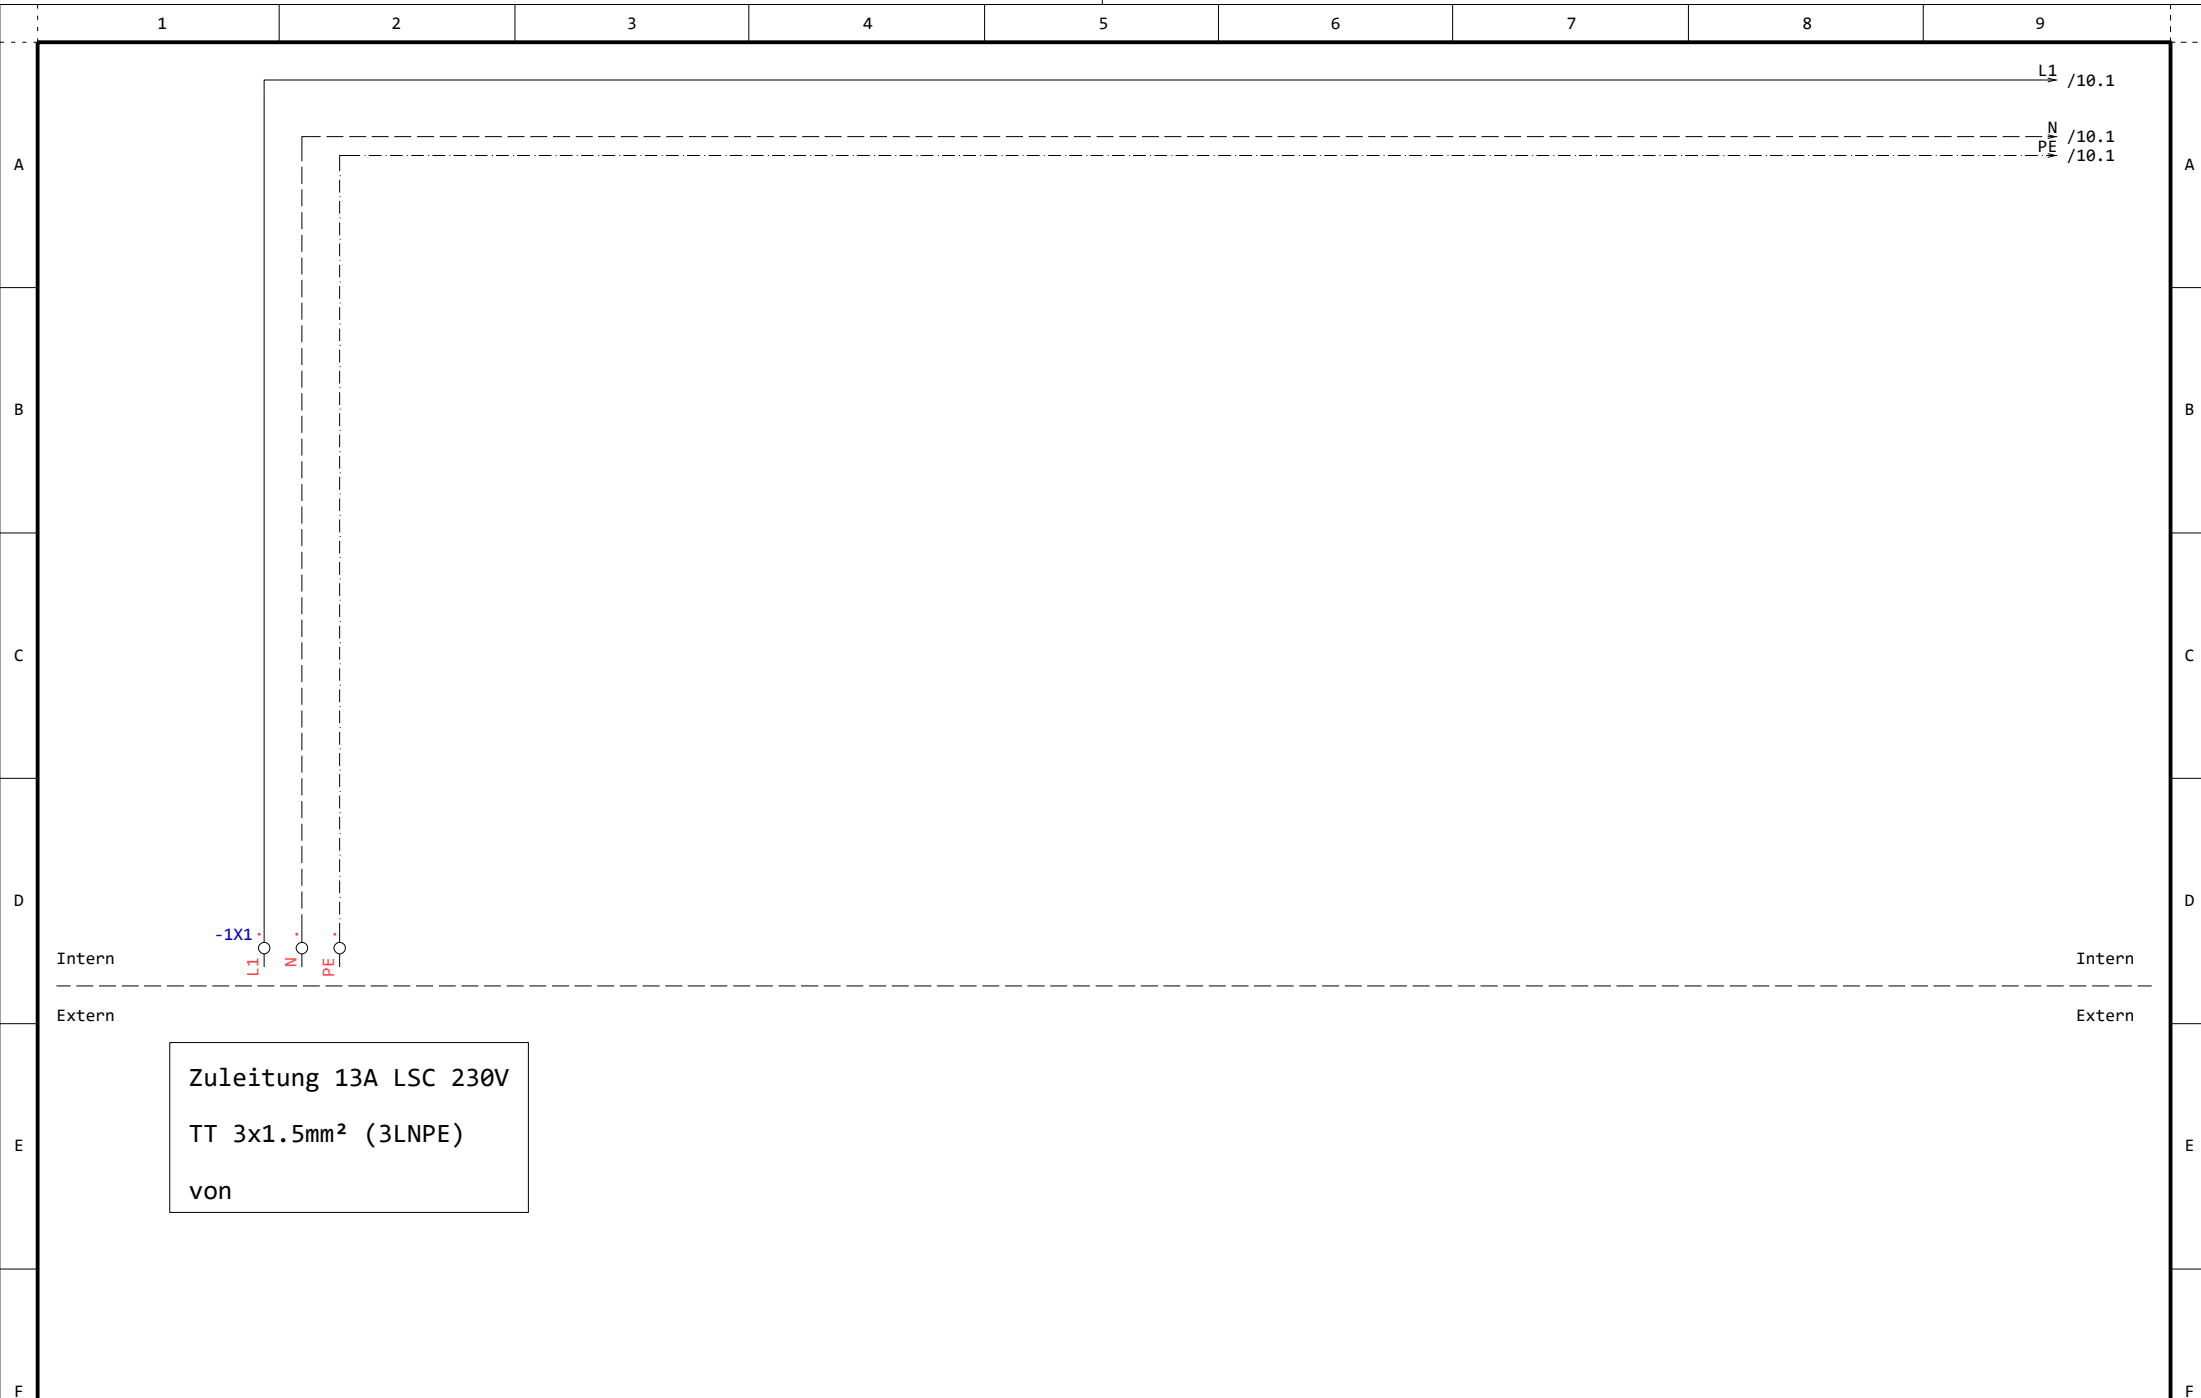 1 2 3 4 5 6 7 8 9
L1 /10.1
N /10.1
PE /10.1
A A
B B
C C
D D
-1X1
L1 N PE
Intern Intern
Extern Extern
Zuleitung 13A LSC 230V
TT 3x1.5mm² (3LNPE)
von
E E
F F